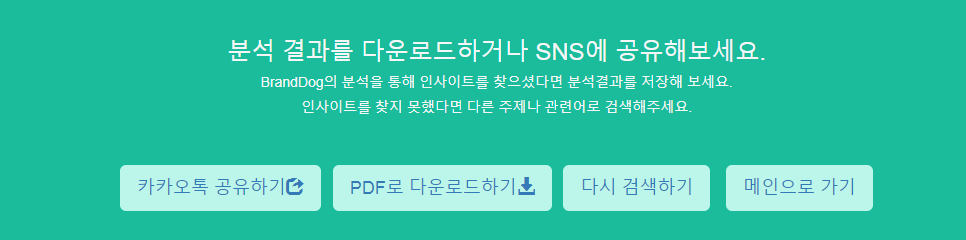 분석 결과를 다운로드하거나 SNS에 공유해보세요.
BrandDog의 분석을 통해 인사이트를 찾으셨다면 분석결과를 저장해 보세요.
인사이트를 찾지 못했다면 다른 주제나 관련어로 검색해주세요.
카카오톡 공유하기 PDF로 다운로드하기 다시 검색하기 메인으로 가기